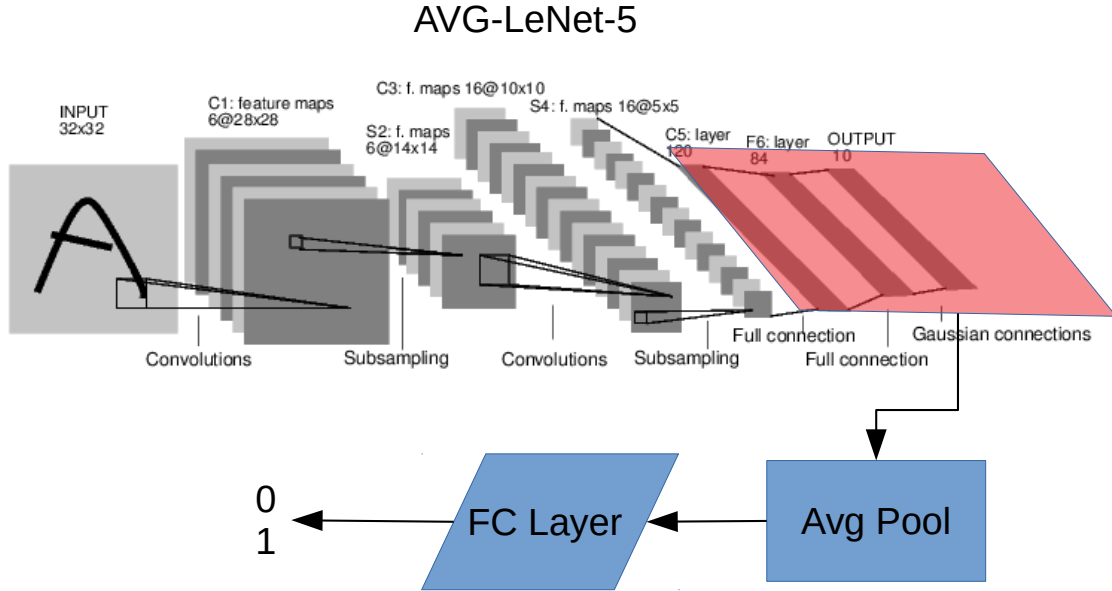 AVG-LeNet-5
INPUT
32x32
C1: feature maps
6@28x28
S2: f. maps
6@14x14
C3: f. maps 16@10x10
S4: f. maps 16@5x5
C5: layer
120
F6: layer
84
OUTPUT
10
Convolutions
Subsampling
Convolutions
Subsampling
Full connection
Full connection
Gaussian connections
Avg Pool
FC Layer
0
1